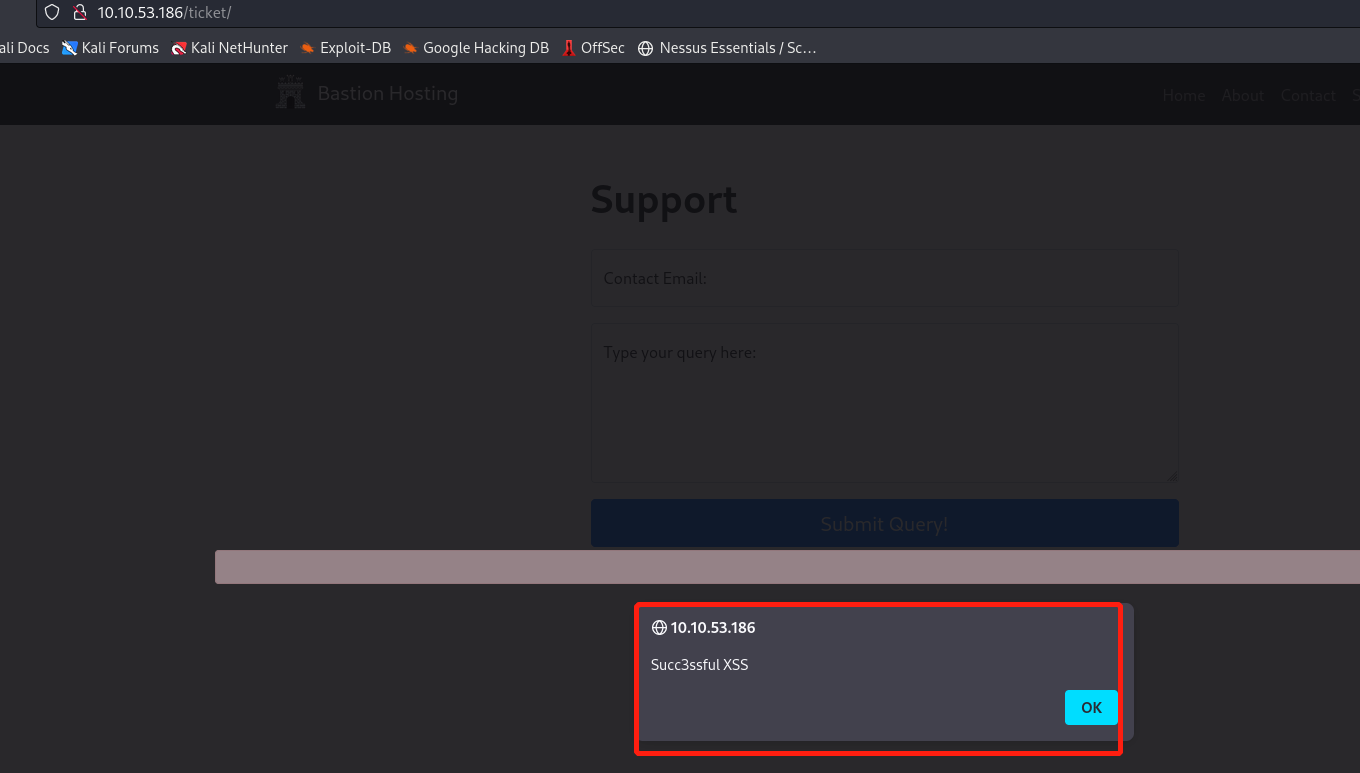 10.10.53.186/ticket/
ali Docs Kali Forums Kali NetHunter Exploit-DB Google Hacking DB OffSec Nessus Essentials / Sc…
Bastion Hosting Home About Contact S
Support
Contact Email:
Type your query here:
Submit Query!
10.10.53.186
Succ3ssful XSS
OK